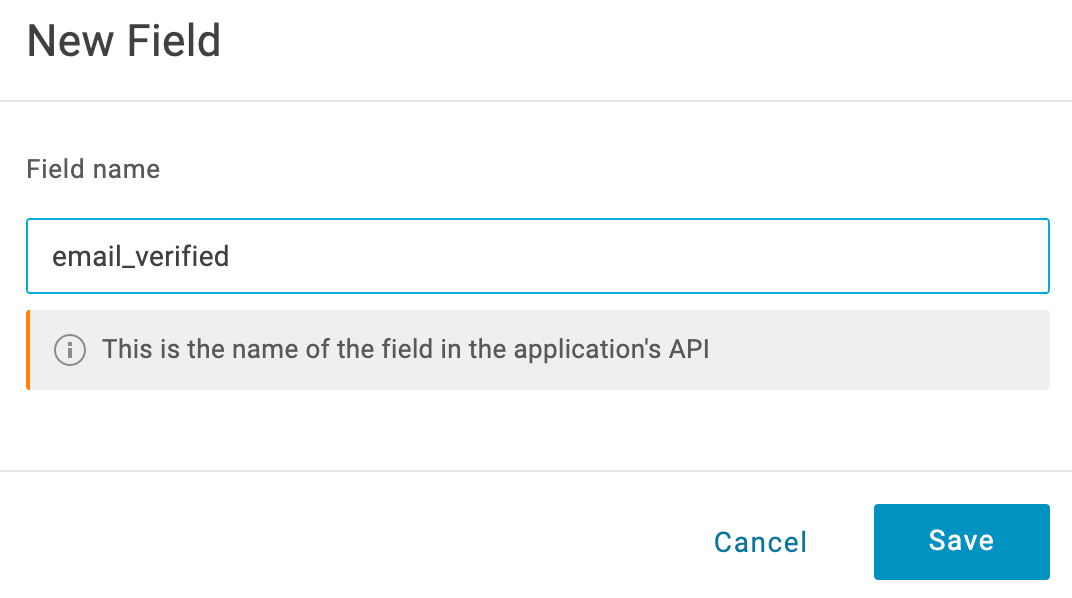 New Field
Field name
email_verified
This is the name of the field in the application's API
Cancel
Save